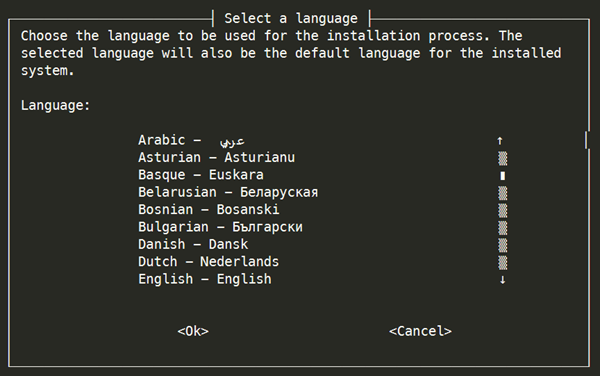 Select a language
Choose the language to be used for the installation process. The
selected language will also be the default language for the installed
system.
Language:
Arabic – عربي
Asturian – Asturianu
Basque – Euskara
Belarusian – Беларуская
Bosnian – Bosanski
Bulgarian – Български
Danish – Dansk
Dutch – Nederlands
English – English
<Ok> <Cancel>